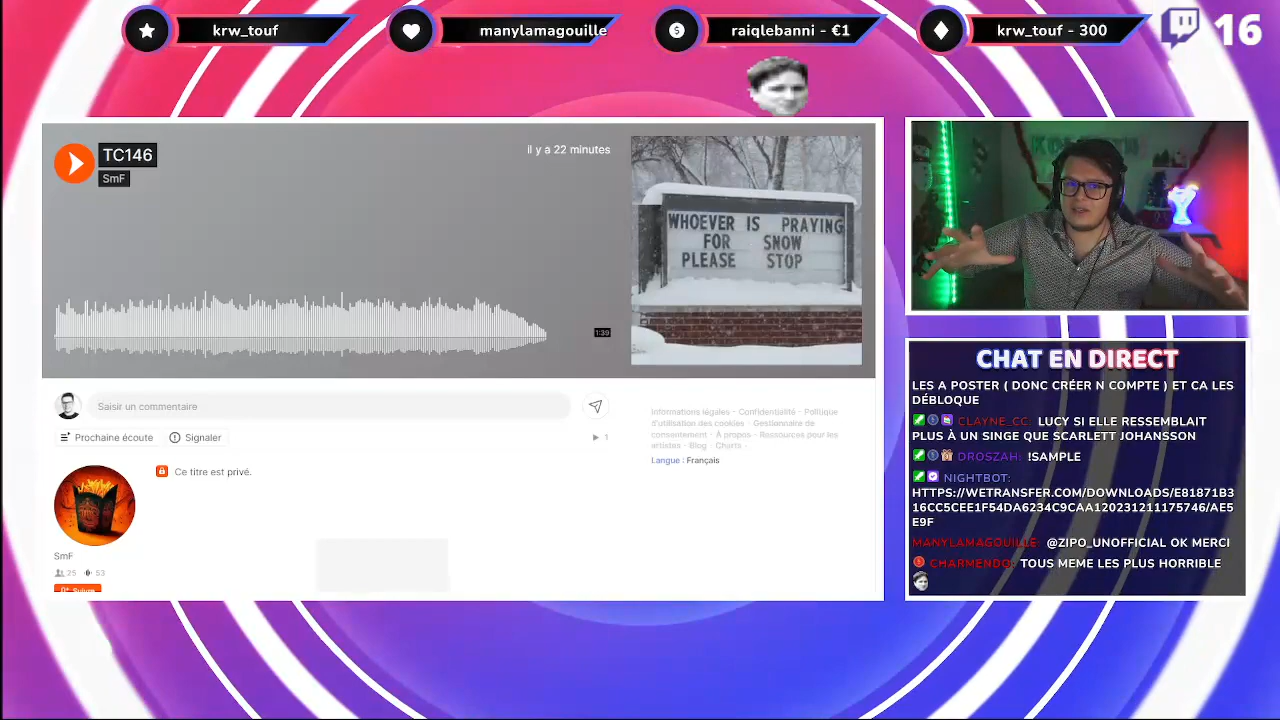 krw_touf
manylamagouille
raiqlebanni - €1
krw_touf - 300
16
TC146
SmF
il y a 22 minutes
WHOEVER IS PRAYING
FOR SNOW
PLEASE STOP
1:39
Saisir un commentaire
Prochaine écoute
Signaler
1
Informations légales - Confidentialité - Politique
d'utilisation des cookies - Gestionnaire de
consentement - À propos - Ressources pour les
artistes - Blog - Charts -
Langue : Français
Ce titre est privé.
SmF
25
53
Suivre
CHAT EN DIRECT
LES A POSTER ( DONC CRÉER N COMPTE ) ET CA LES
DÉBLOQUE
CLAYNE_CC: LUCY SI ELLE RESSEMBLAIT
PLUS À UN SINGE QUE SCARLETT JOHANSSON
DROSZAH: !SAMPLE
NIGHTBOT:
HTTPS://WETRANSFER.COM/DOWNLOADS/E81871B3
16CC5CEE1F54DA6234C9CAA120231211175746/AE5
E9F
MANYLAMAGOUILLE: @ZIPO_UNOFFICIAL OK MERCI
CHARMENDO: TOUS MEME LES PLUS HORRIBLE